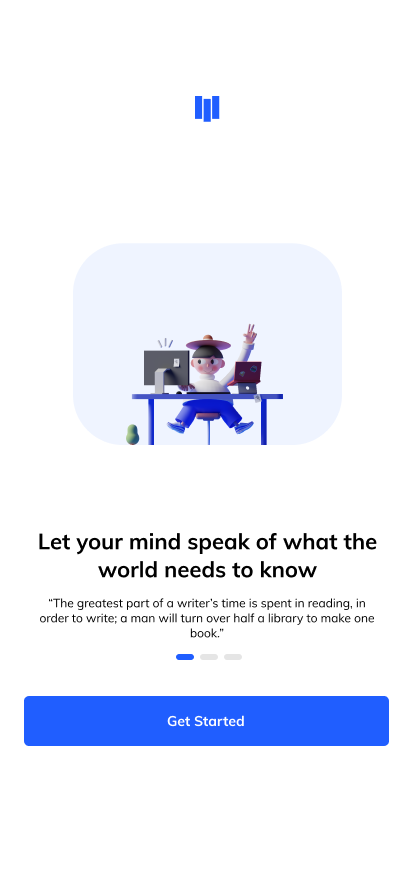 Let your mind speak of what the
world needs to know
“The greatest part of a writer’s time is spent in reading, in
order to write; a man will turn over half a library to make one
book.”
Get Started